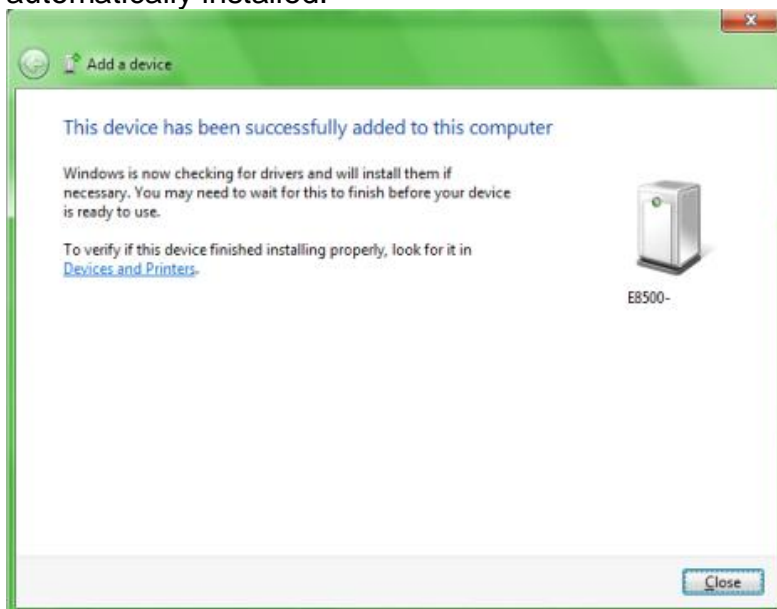 automatically installed.
Add a device
This device has been successfully added to this computer
Windows is now checking for drivers and will install them if
necessary. You may need to wait for this to finish before your device
is ready to use.
To verify if this device finished installing properly, look for it in
Devices and Printers.
E8500-
Close